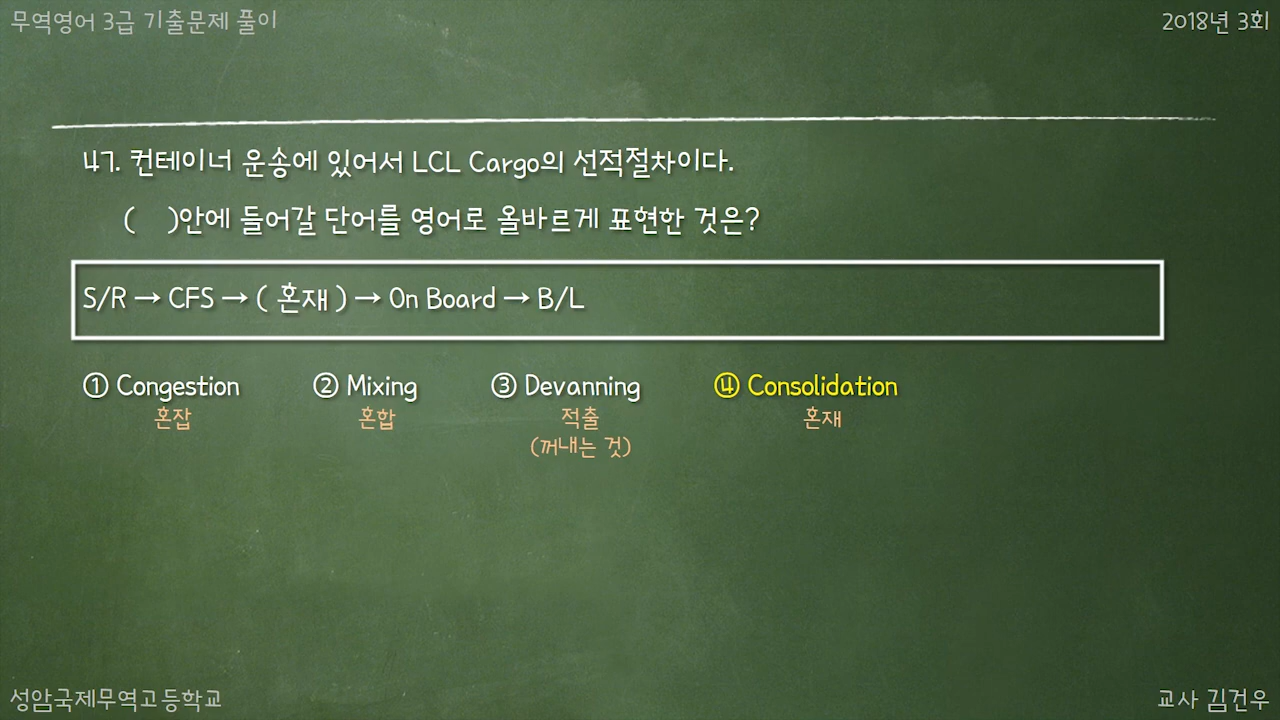 무역영어 3급 기출문제 풀이
2018년 3회
47. 컨테이너 운송에 있어서 LCL Cargo의 선적절차이다.
( )안에 들어갈 단어를 영어로 올바르게 표현한 것은?
S/R → CFS → ( 혼재 ) → On Board → B/L
① Congestion ② Mixing ③ Devanning ④ Consolidation
혼잡 혼합 적출 혼재
(꺼내는 것)
성암국제무역고등학교
교사 김건우